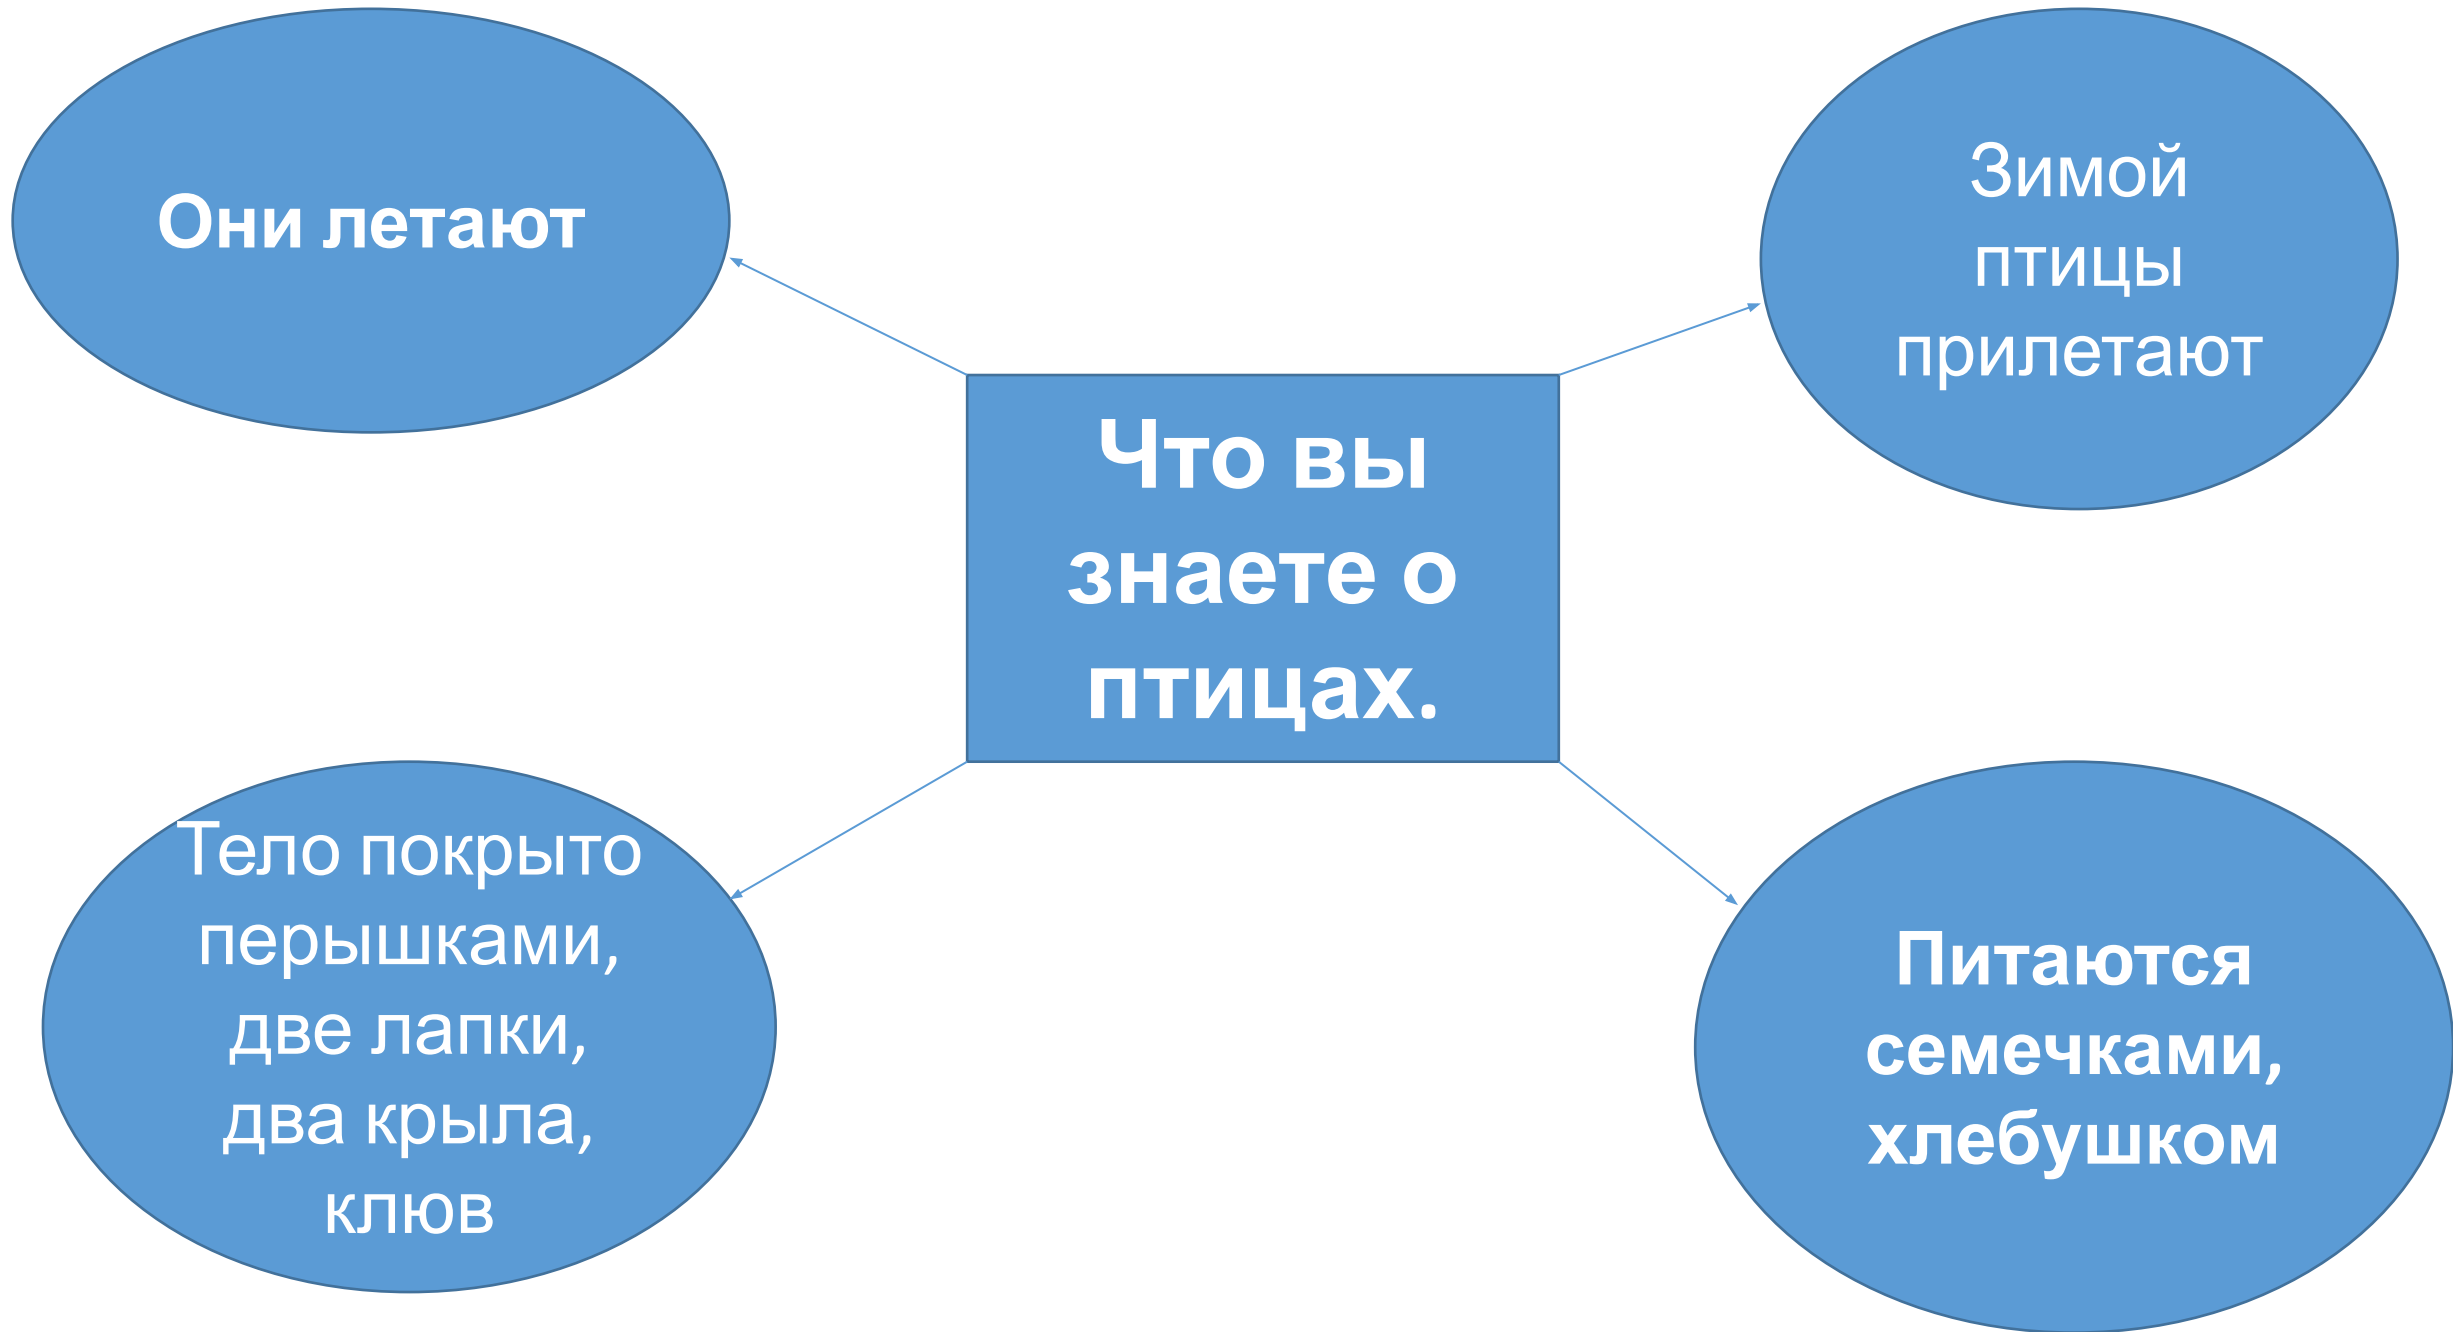 Они летают
Зимой
птицы
прилетают
Что вы
знаете о
птицах.
Тело покрыто
перышками,
две лапки,
два крыла,
клюв
Питаются
семечками,
хлебушком